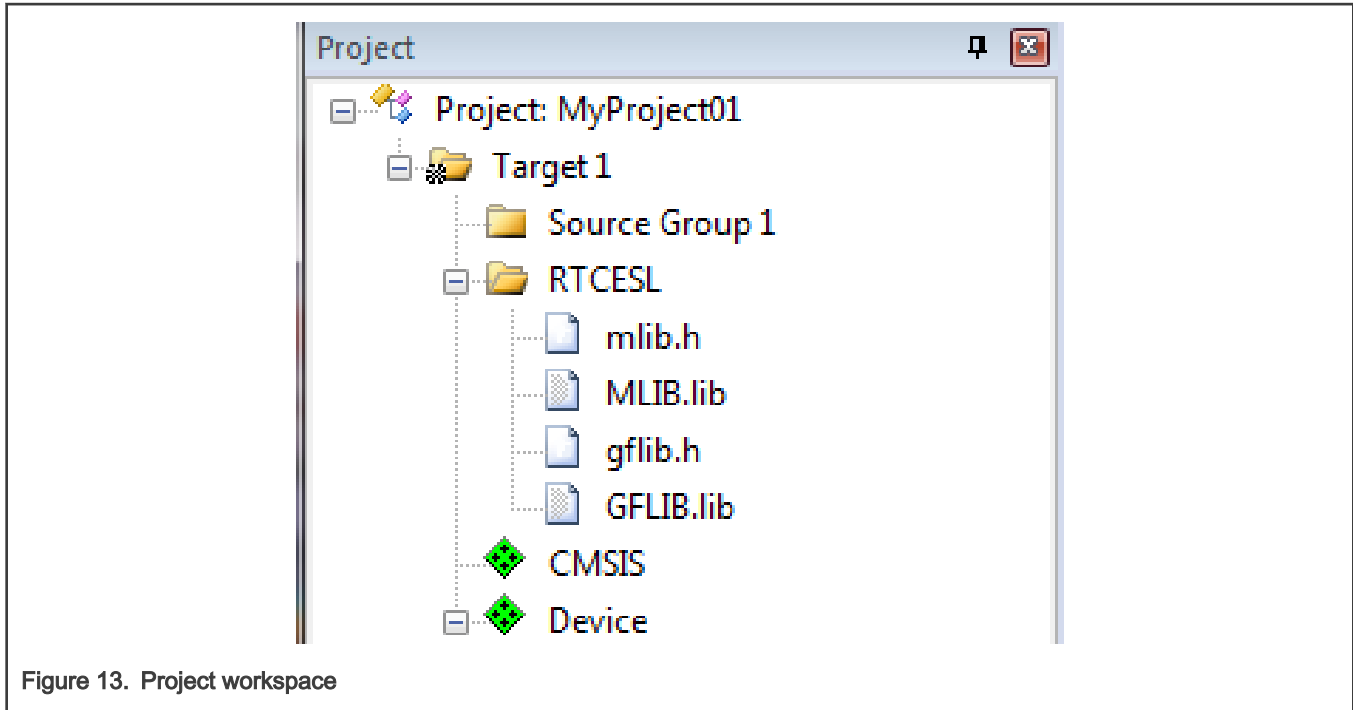 Project
Project: MyProject01
Target 1
Source Group 1
RTCESL
mlib.h
MLIB.lib
gflib.h
GFLIB.lib
CMSIS
Device
Figure 13. Project workspace